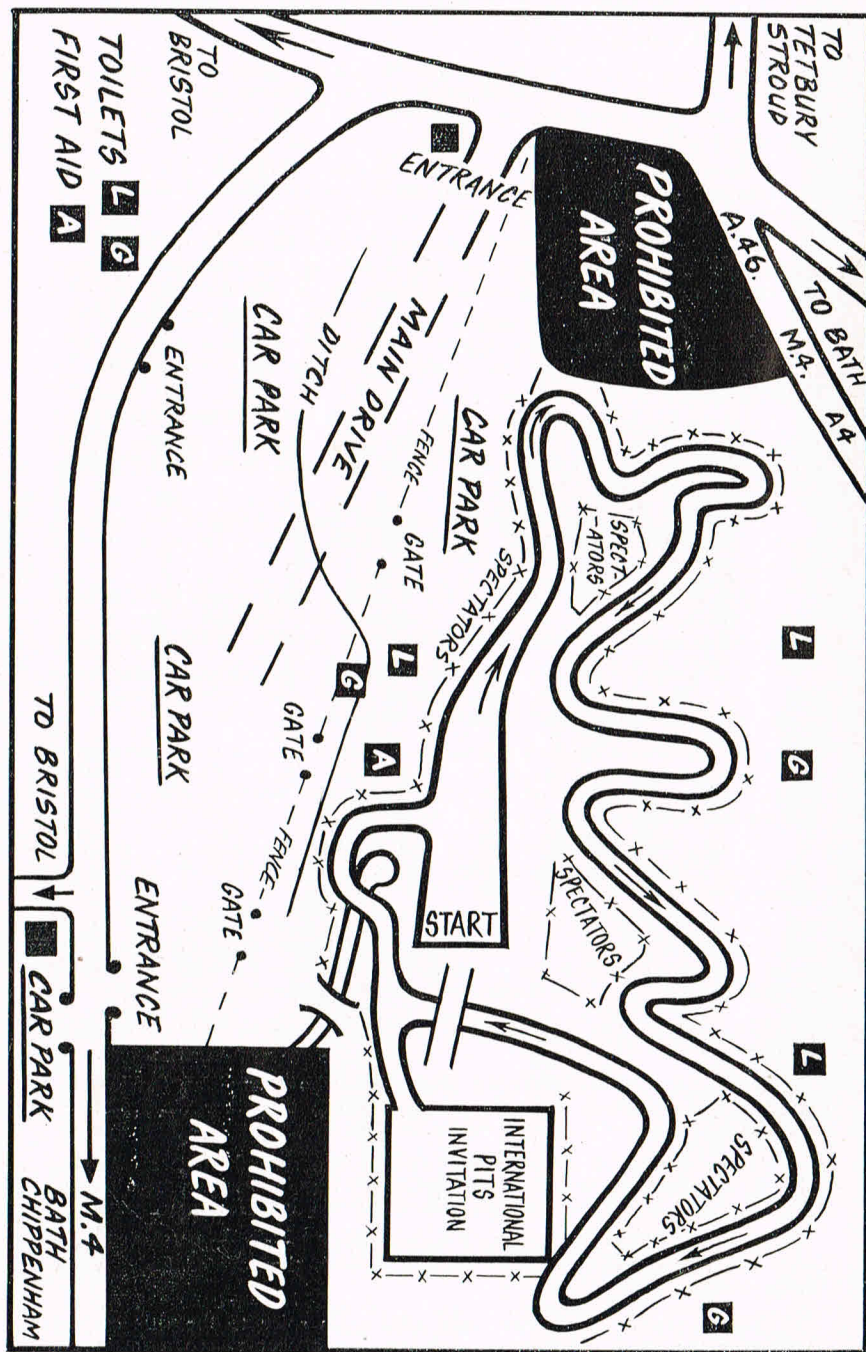 TO
TETBURY
STROUD
A.46.
TO BATH
M.4. A4
PROHIBITED
AREA
TO
BRISTOL
ENTRANCE
TOILETS L G
FIRST AID A
MAIN DRIVE
DITCH
CAR PARK
ENTRANCE
CAR PARK
FENCE
GATE
SPECTATORS
SPECT-
-ATORS
L
G
L
G
A
CAR PARK
GATE
FENCE
GATE
START
SPECTATORS
SPECTATORS
L
G
INTERNATIONAL
PITS
INVITATION
PROHIBITED
AREA
ENTRANCE
TO BRISTOL
CAR PARK
M.4
BATH
CHIPPENHAM